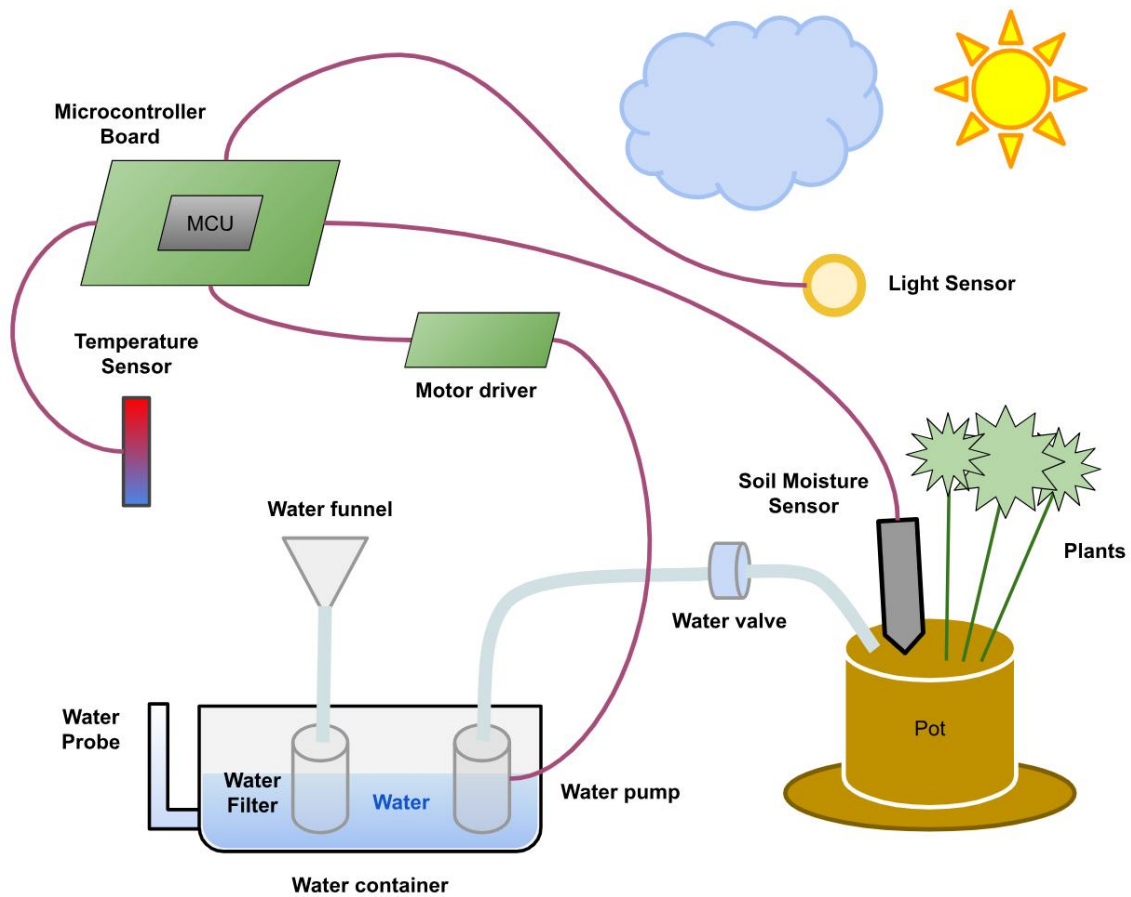 Microcontroller
Board
MCU
Light Sensor
Temperature
Sensor
Motor driver
Soil Moisture
Sensor
Water funnel
Plants
Water valve
Water
Probe
Pot
Water
Filter
Water
Water pump
Water container